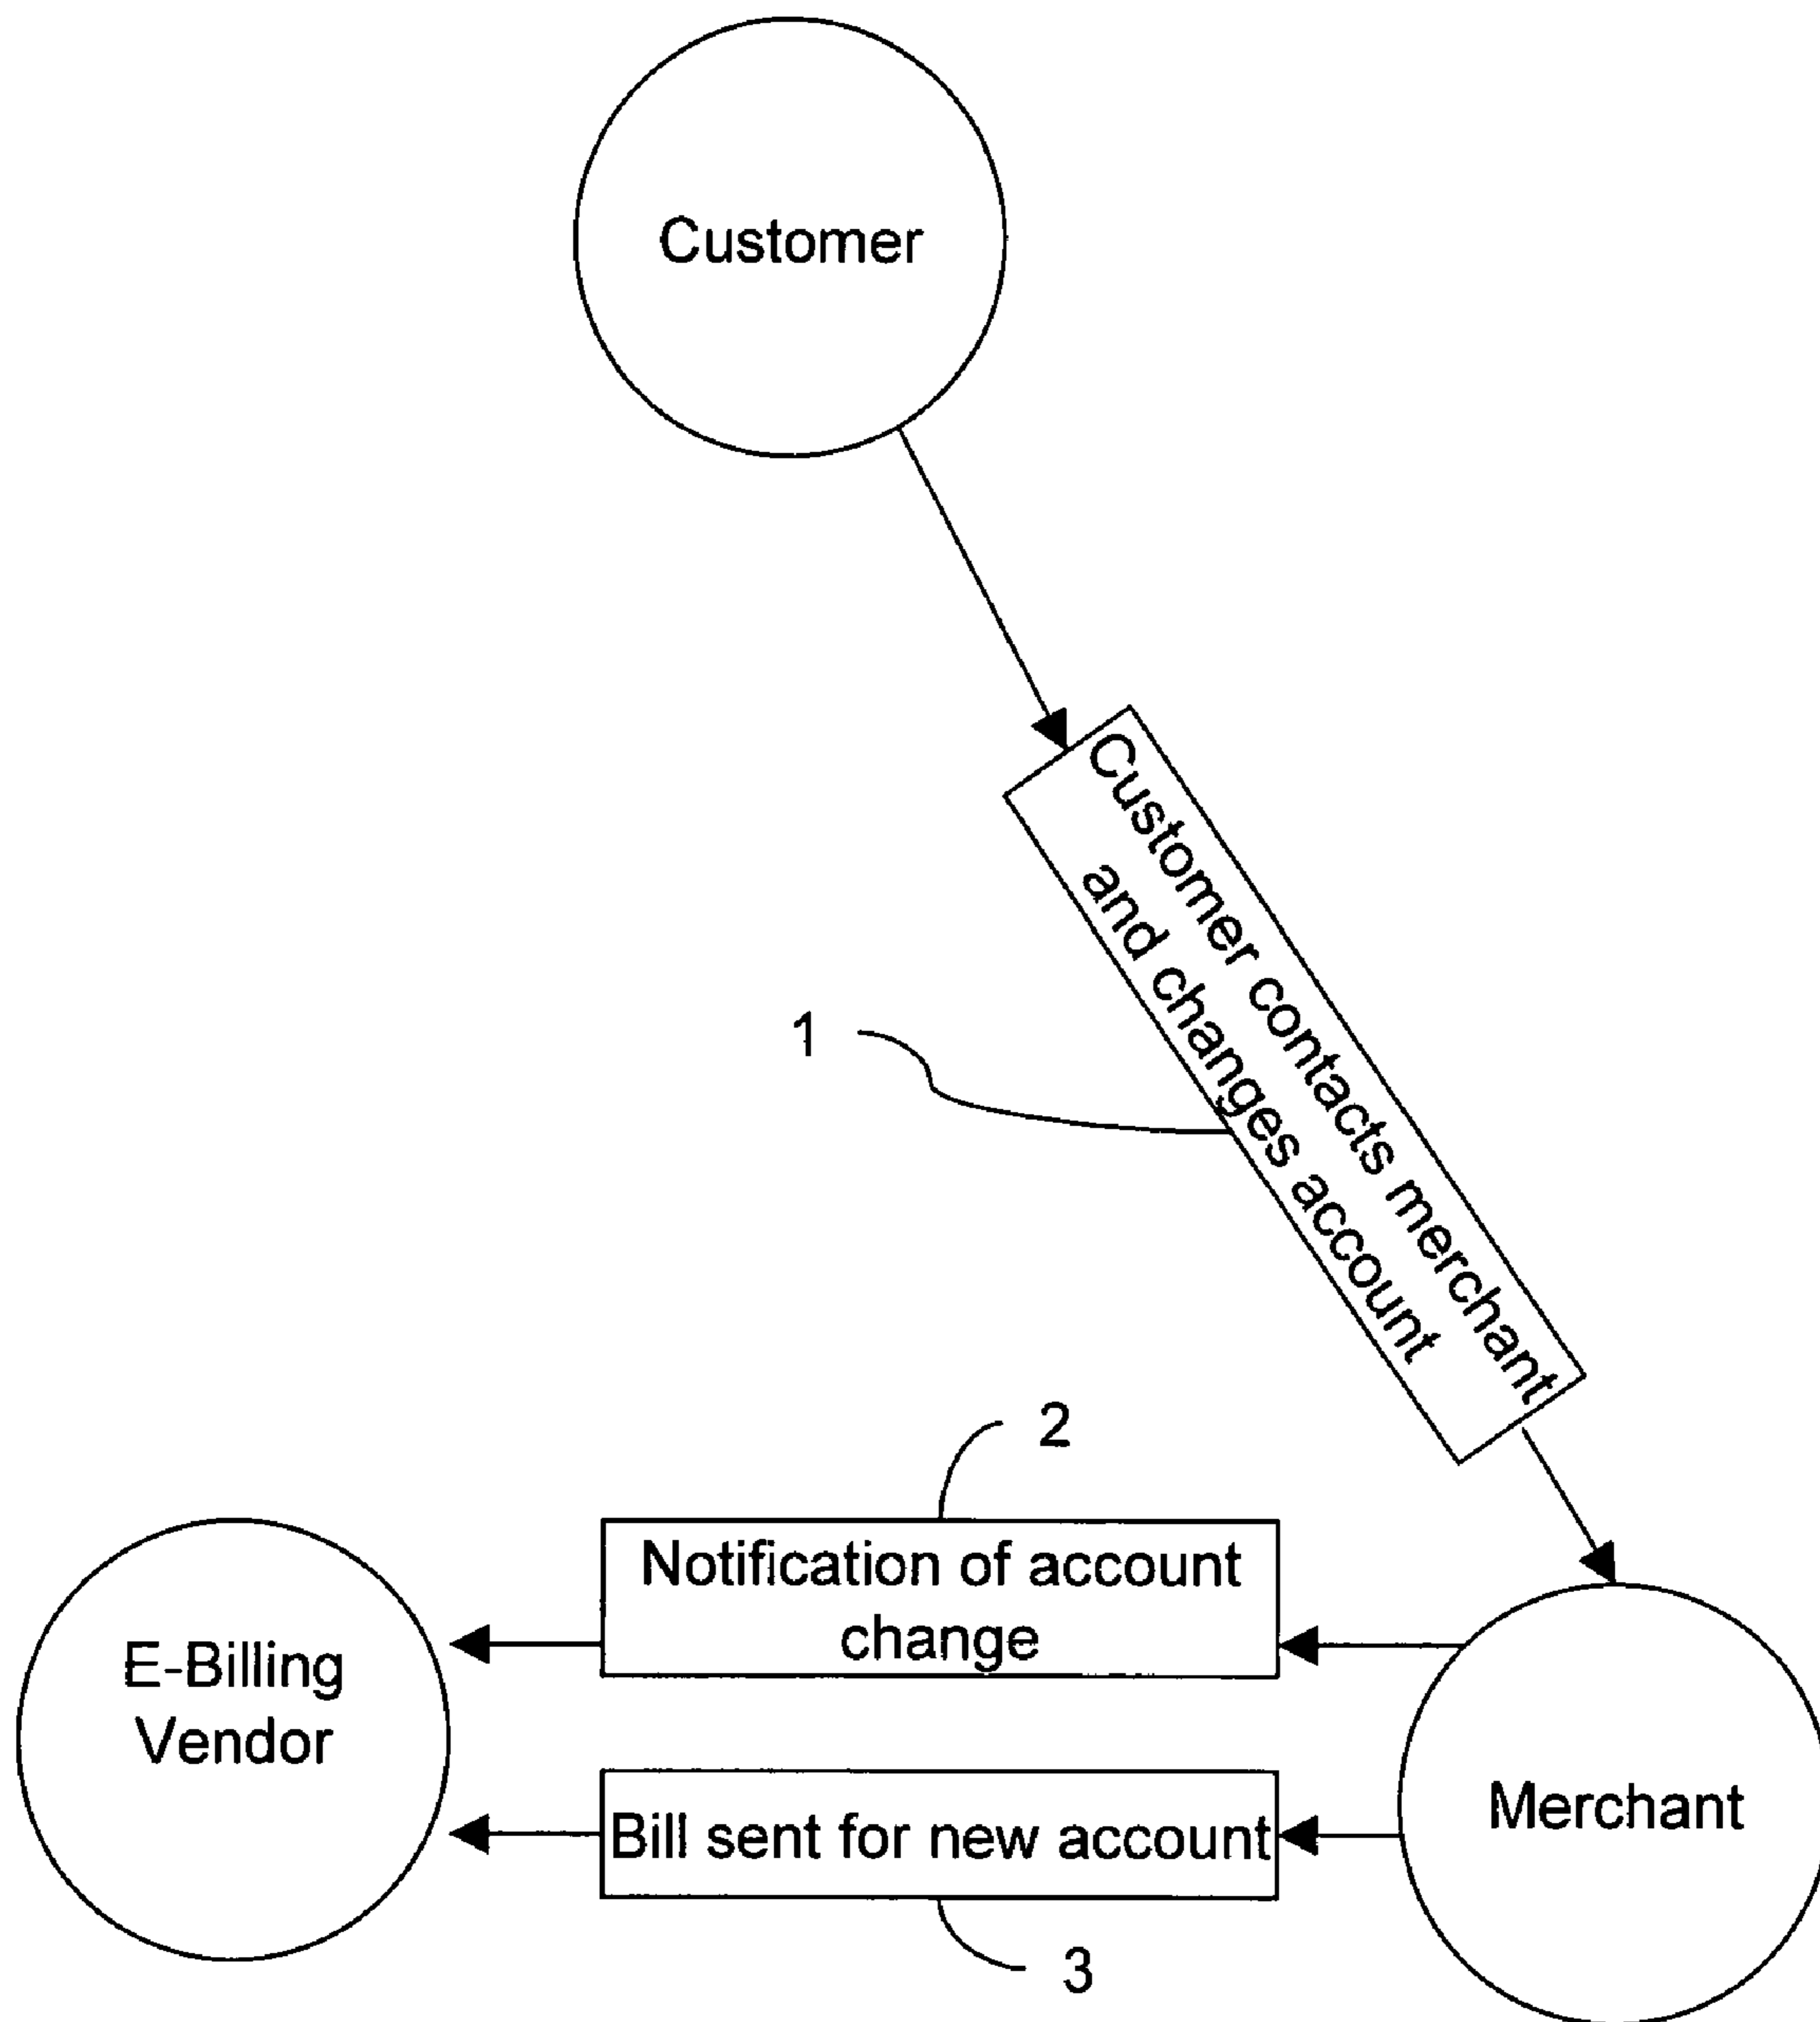 Customer
Customer contacts merchant
and changes account
1
2
Notification of account
change
E-Billing
Vendor
Merchant
Bill sent for new account
3